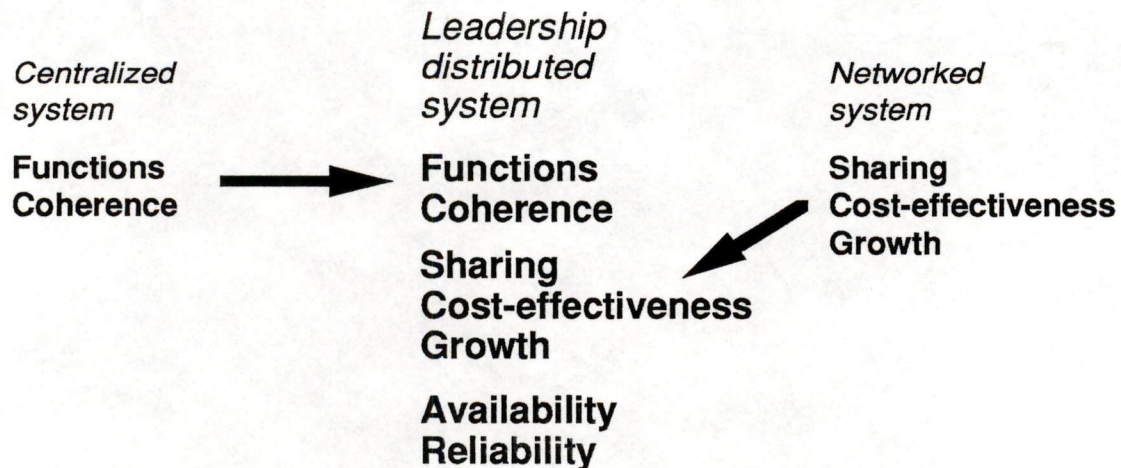 Centralized
system
Functions
Coherence
Leadership
distributed
system
Functions
Coherence
Sharing
Cost-effectiveness
Growth
Availability
Reliability
Networked
system
Sharing
Cost-effectiveness
Growth